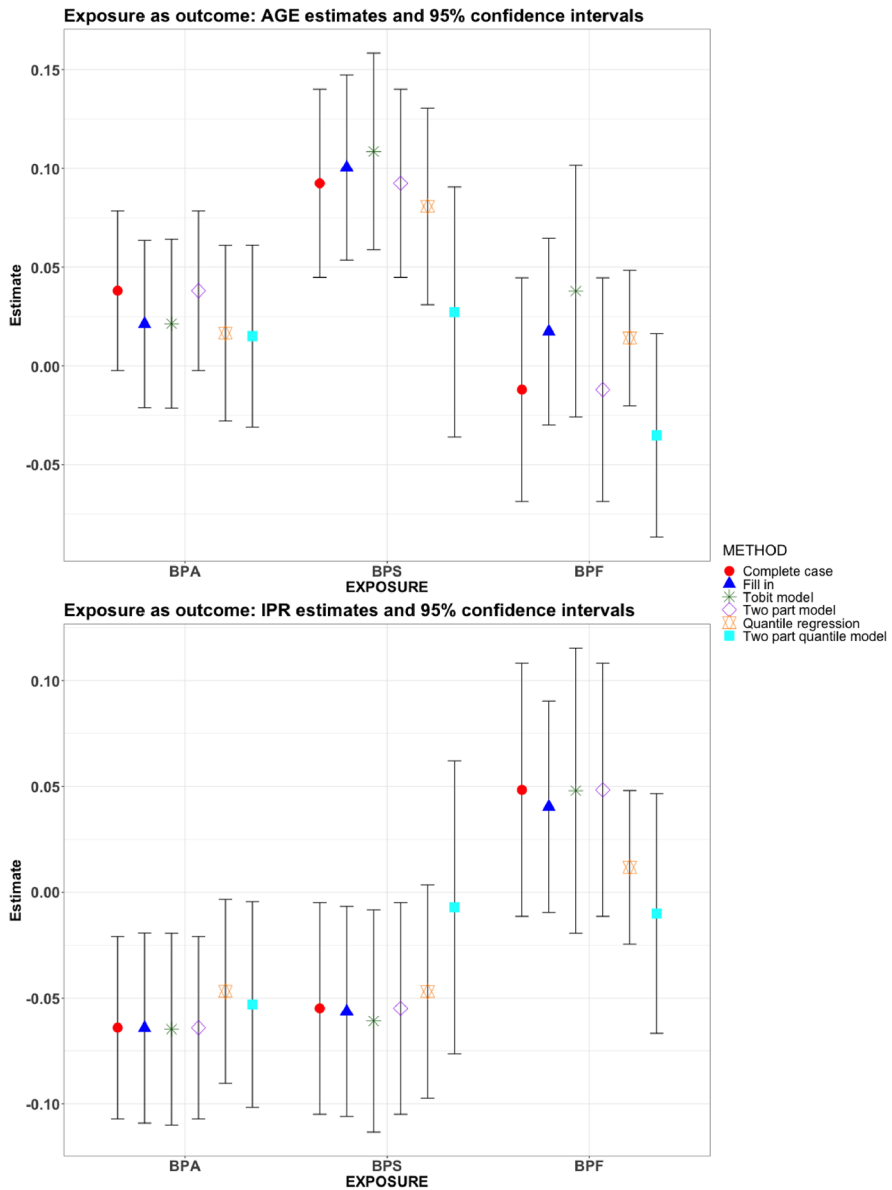 Exposure as outcome: AGE estimates and 95% confidence intervals
0.15
0.10
0.05
0.00
-0.05
Estimate
BPA BPS BPF
EXPOSURE
METHOD
Complete case
Fill in
Tobit model
Two part model
Quantile regression
Two part quantile model
Exposure as outcome: IPR estimates and 95% confidence intervals
0.10
0.05
0.00
-0.05
-0.10
Estimate
BPA BPS BPF
EXPOSURE